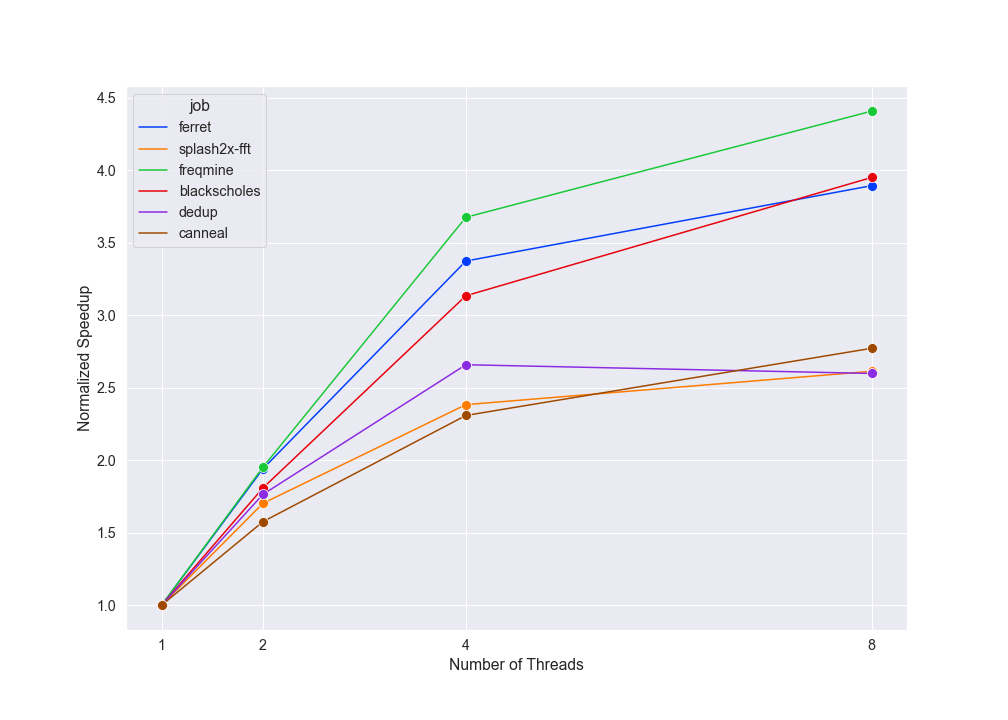 4.5
4.0
3.5
3.0
2.5
2.0
1.5
1.0
Normalized Speedup
job
ferret
splash2x-fft
freqmine
blackscholes
dedup
canneal
1 2 4 8
Number of Threads